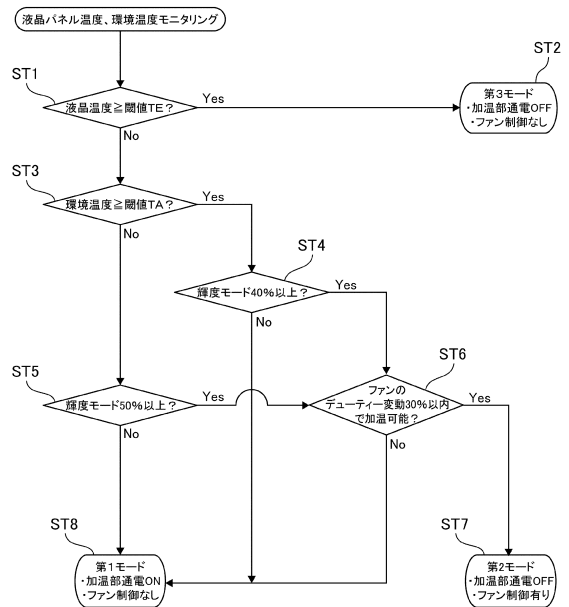 液晶パネル温度、環境温度モニタリング
ST1
液晶温度≧閾値TE?
Yes
No
ST2
第3モード
・加温部通電OFF
・ファン制御なし
ST3
環境温度≧閾値TA?
Yes
No
ST4
輝度モード40%以上?
Yes
No
ST5
輝度モード50%以上?
Yes
No
ST6
ファンの
デューティー変動30%以内
で加温可能?
Yes
No
ST8
第1モード
・加温部通電ON
・ファン制御なし
ST7
第2モード
・加温部通電OFF
・ファン制御有り